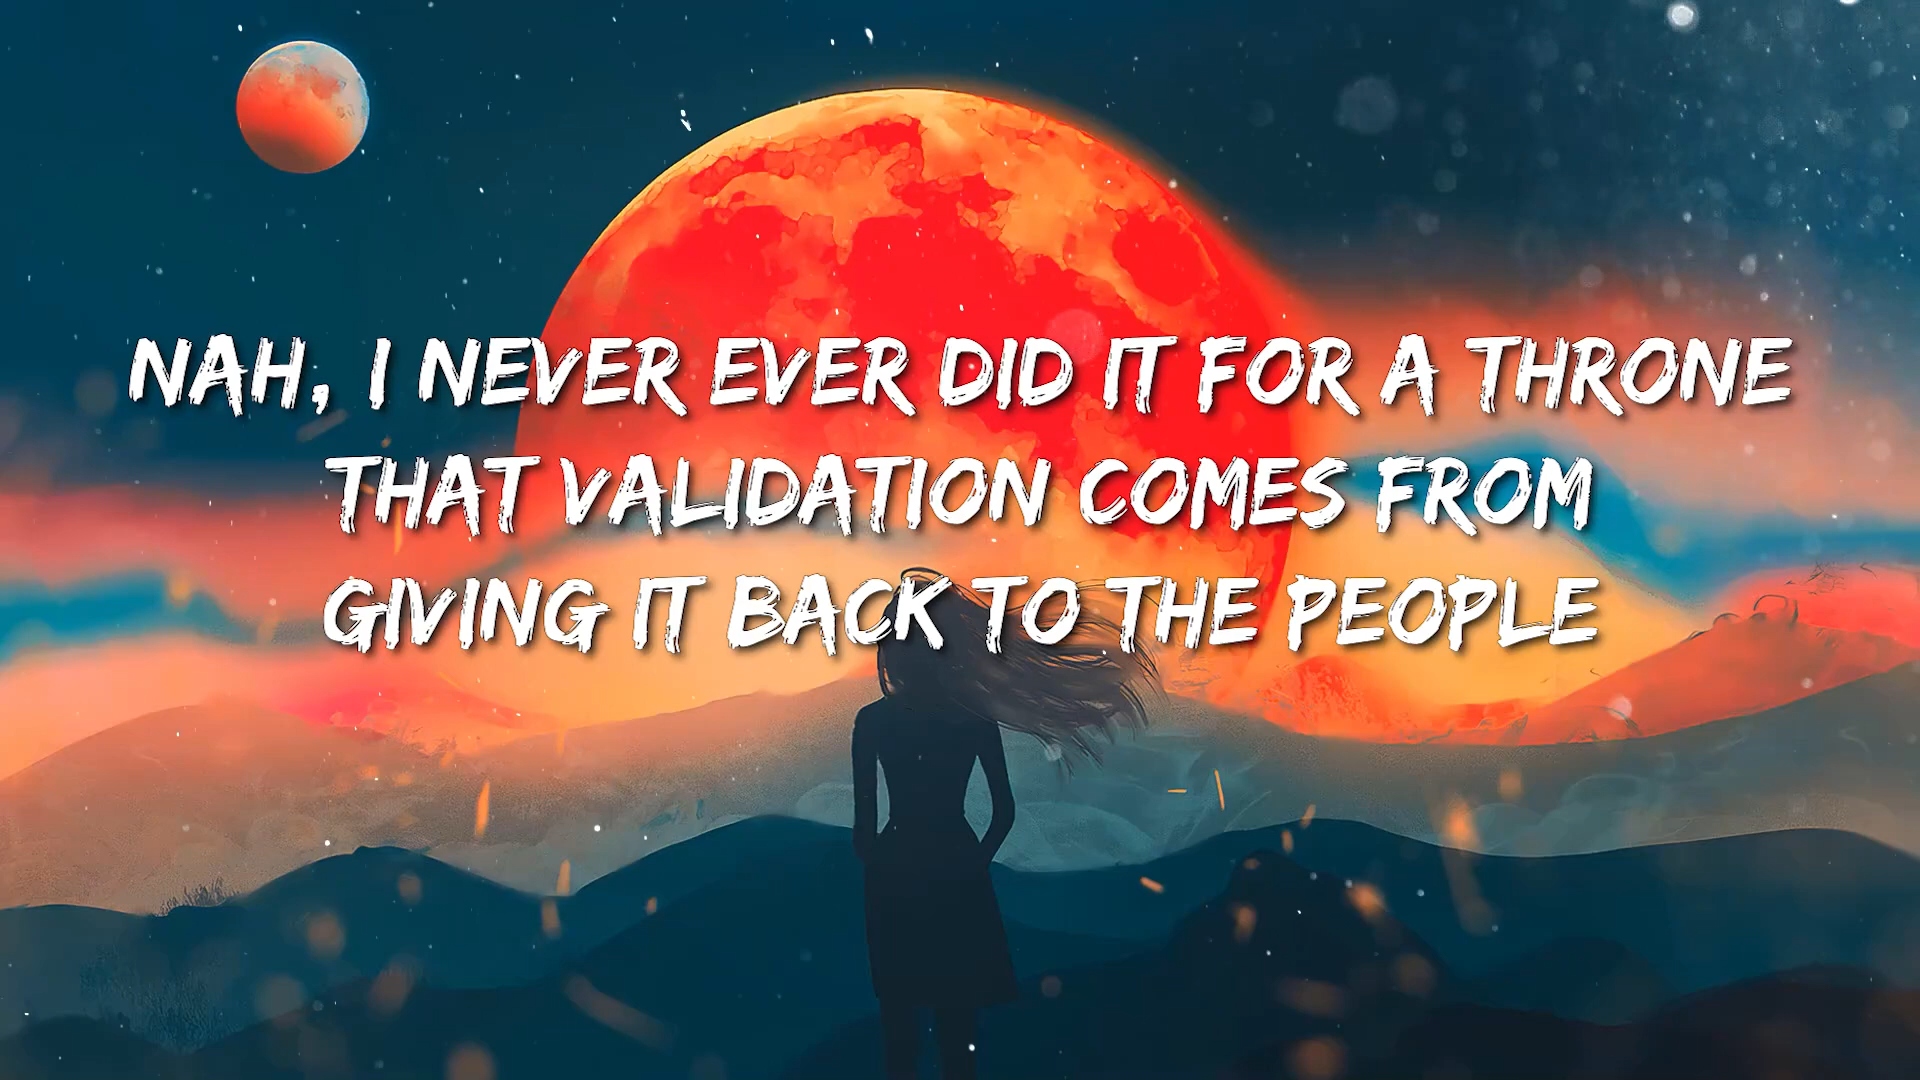 NAH, I NEVER EVER DID IT FOR A THRONE
THAT VALIDATION COMES FROM
GIVING IT BACK TO THE PEOPLE